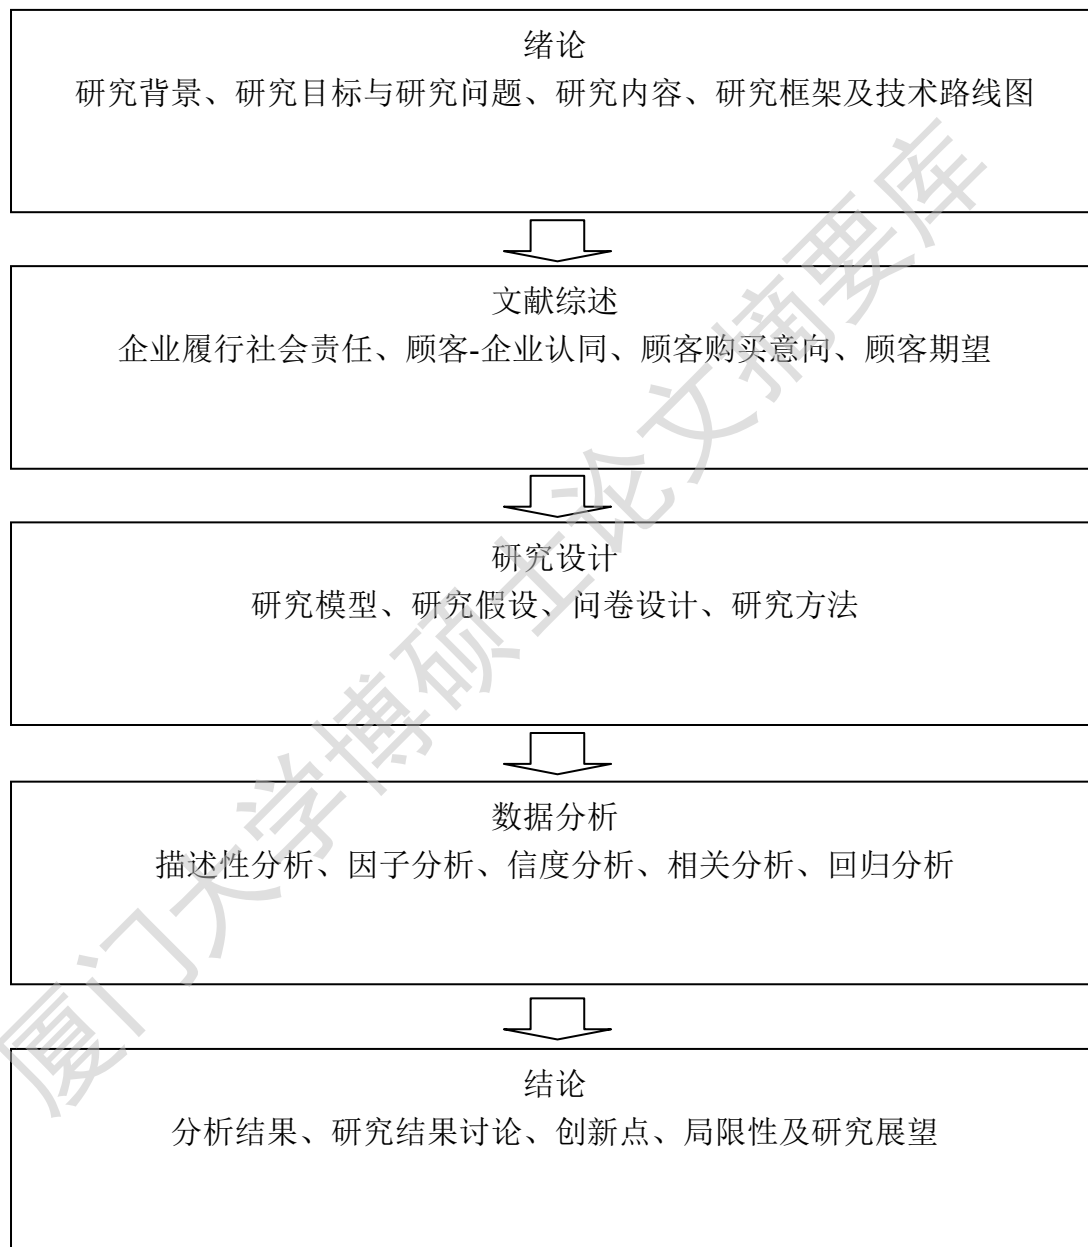 绪论
研究背景、研究目标与研究问题、研究内容、研究框架及技术路线图
文献综述
企业履行社会责任、顾客-企业认同、顾客购买意向、顾客期望
研究设计
研究模型、研究假设、问卷设计、研究方法
数据分析
描述性分析、因子分析、信度分析、相关分析、回归分析
结论
分析结果、研究结果讨论、创新点、局限性及研究展望
厦门大学博硕士论文摘要库